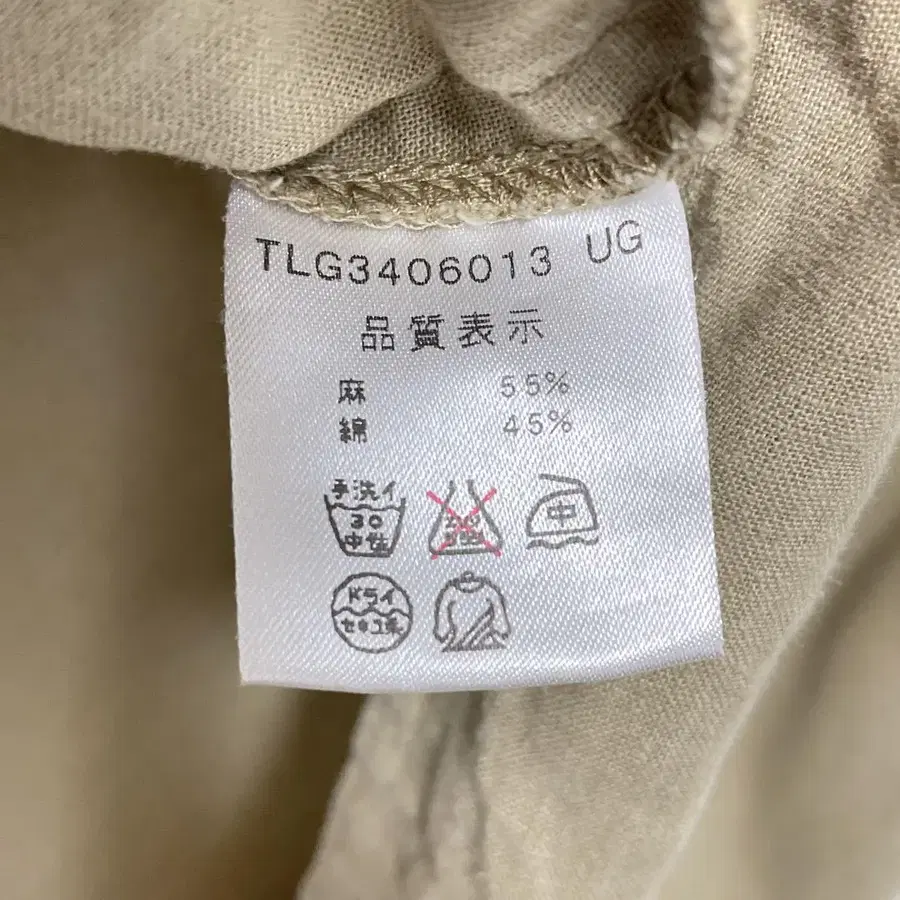 TLG3406013 UG
品質表示
麻 55%
綿 45%
手洗イ
30
中性
中
ドライ
セキユ系